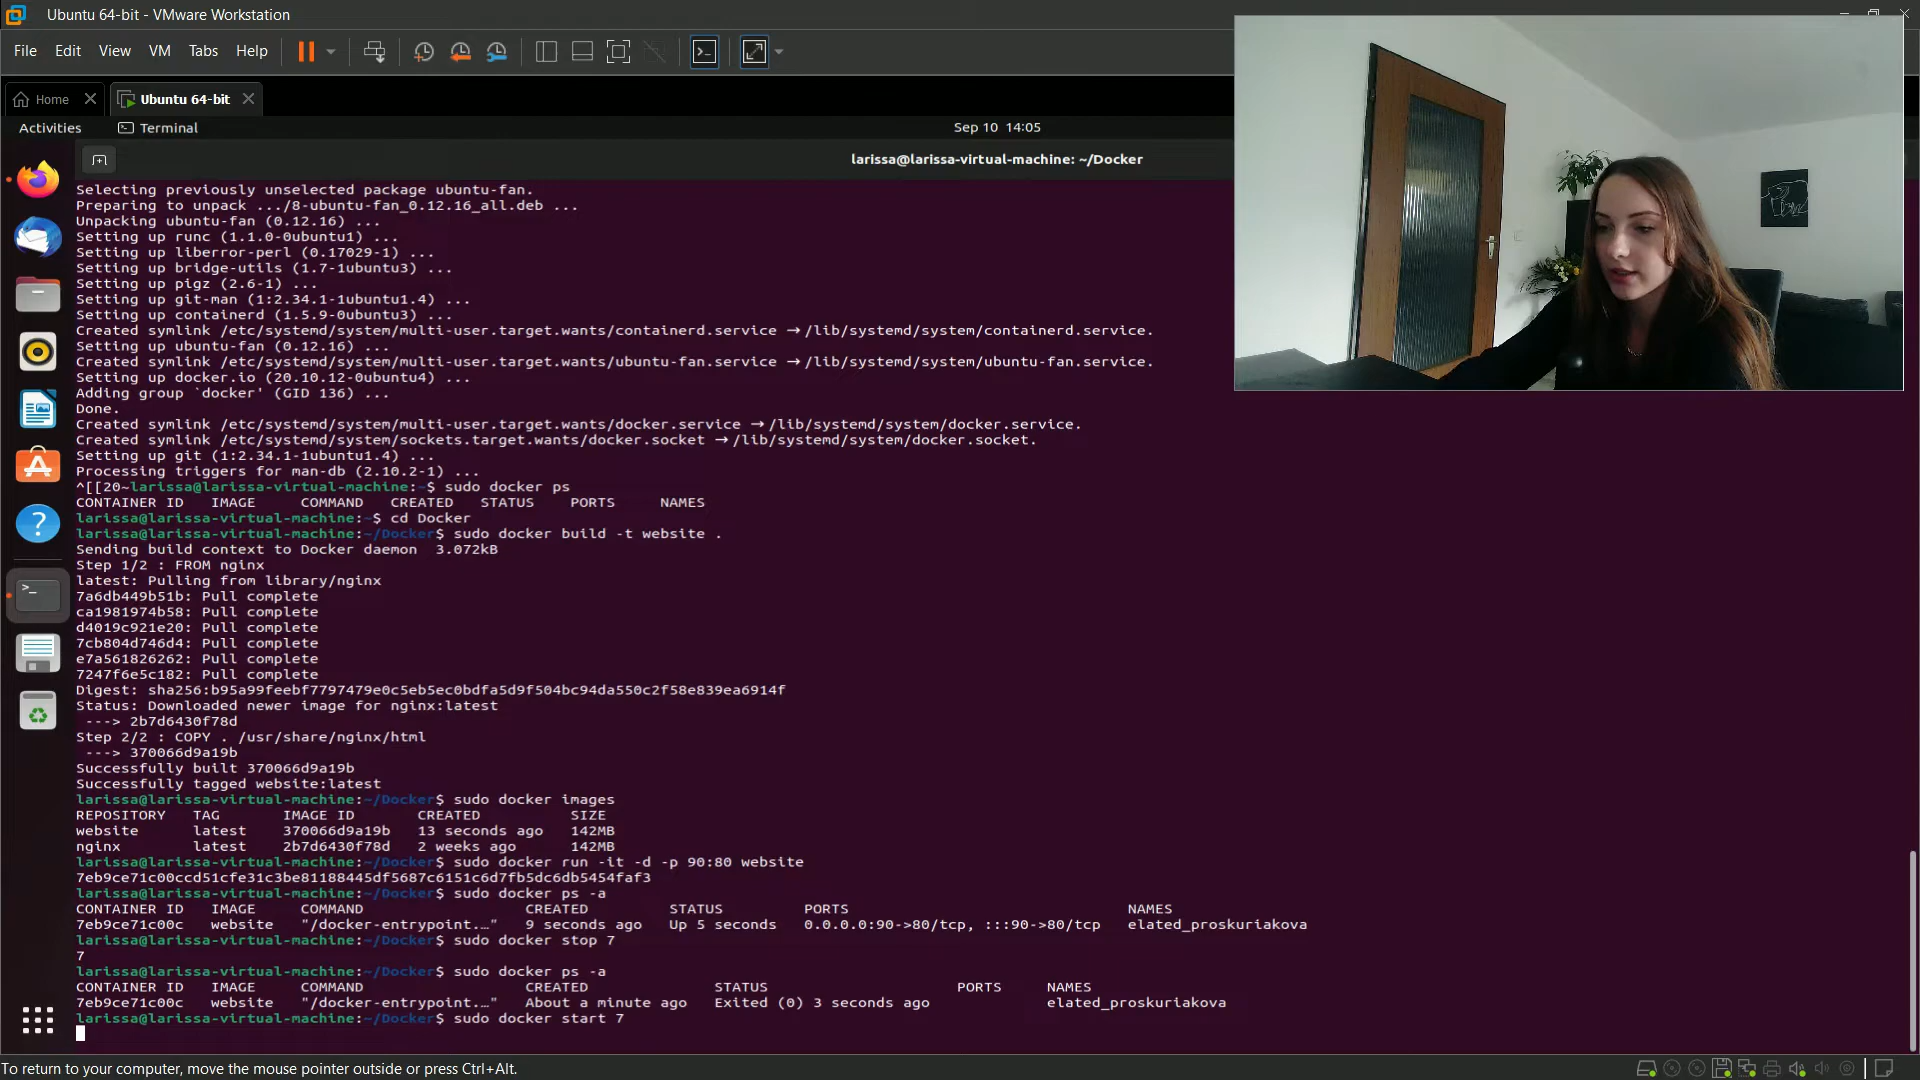 Ubuntu 64-bit - VMware Workstation
File Edit View VM Tabs Help
Home
Ubuntu 64-bit
Activities Terminal Sep 10 14:05
larissa@larissa-virtual-machine: ~/Docker
Selecting previously unselected package ubuntu-fan.
Preparing to unpack .../8-ubuntu-fan_0.12.16_all.deb ...
Unpacking ubuntu-fan (0.12.16) ...
Setting up runc (1.1.0-0ubuntu1) ...
Setting up liberror-perl (0.17029-1) ...
Setting up bridge-utils (1.7-1ubuntu3) ...
Setting up pigz (2.6-1) ...
Setting up git-man (1:2.34.1-1ubuntu1.4) ...
Setting up containerd (1.5.9-0ubuntu3) ...
Created symlink /etc/systemd/system/multi-user.target.wants/containerd.service → /lib/systemd/system/containerd.service.
Setting up ubuntu-fan (0.12.16) ...
Created symlink /etc/systemd/system/multi-user.target.wants/ubuntu-fan.service → /lib/systemd/system/ubuntu-fan.service.
Setting up docker.io (20.10.12-0ubuntu4) ...
Adding group `docker' (GID 136) ...
Done.
Created symlink /etc/systemd/system/multi-user.target.wants/docker.service → /lib/systemd/system/docker.service.
Created symlink /etc/systemd/system/sockets.target.wants/docker.socket → /lib/systemd/system/docker.socket.
Setting up git (1:2.34.1-1ubuntu1.4) ...
Processing triggers for man-db (2.10.2-1) ...
^[[20~larissa@larissa-virtual-machine:~$ sudo docker ps
CONTAINER ID IMAGE COMMAND CREATED STATUS PORTS NAMES
larissa@larissa-virtual-machine:~$ cd Docker
larissa@larissa-virtual-machine:~/Docker$ sudo docker build -t website .
Sending build context to Docker daemon 3.072kB
Step 1/2 : FROM nginx
latest: Pulling from library/nginx
7a6db449b51b: Pull complete
ca1981974b58: Pull complete
d4019c921e20: Pull complete
7cb804d746d4: Pull complete
e7a561826262: Pull complete
7247f6e5c182: Pull complete
Digest: sha256:b95a99feebf7797479e0c5eb5ec0bdfa5d9f504bc94da550c2f58e839ea6914f
Status: Downloaded newer image for nginx:latest
---> 2b7d6430f78d
Step 2/2 : COPY . /usr/share/nginx/html
---> 370066d9a19b
Successfully built 370066d9a19b
Successfully tagged website:latest
larissa@larissa-virtual-machine:~/Docker$ sudo docker images
REPOSITORY TAG IMAGE ID CREATED SIZE
website latest 370066d9a19b 13 seconds ago 142MB
nginx latest 2b7d6430f78d 2 weeks ago 142MB
larissa@larissa-virtual-machine:~/Docker$ sudo docker run -it -d -p 90:80 website
7eb9ce71c00ccd51cfe31c3be81188445df5687c6151c6d7fb5dc6db5454faf3
larissa@larissa-virtual-machine:~/Docker$ sudo docker ps -a
CONTAINER ID IMAGE COMMAND CREATED STATUS PORTS NAMES
7eb9ce71c00c website "/docker-entrypoint.…" 9 seconds ago Up 5 seconds 0.0.0.0:90->80/tcp, :::90->80/tcp elated_proskuriakova
larissa@larissa-virtual-machine:~/Docker$ sudo docker stop 7
7
larissa@larissa-virtual-machine:~/Docker$ sudo docker ps -a
CONTAINER ID IMAGE COMMAND CREATED STATUS PORTS NAMES
7eb9ce71c00c website "/docker-entrypoint.…" About a minute ago Exited (0) 3 seconds ago elated_proskuriakova
larissa@larissa-virtual-machine:~/Docker$ sudo docker start 7
To return to your computer, move the mouse pointer outside or press Ctrl+Alt.